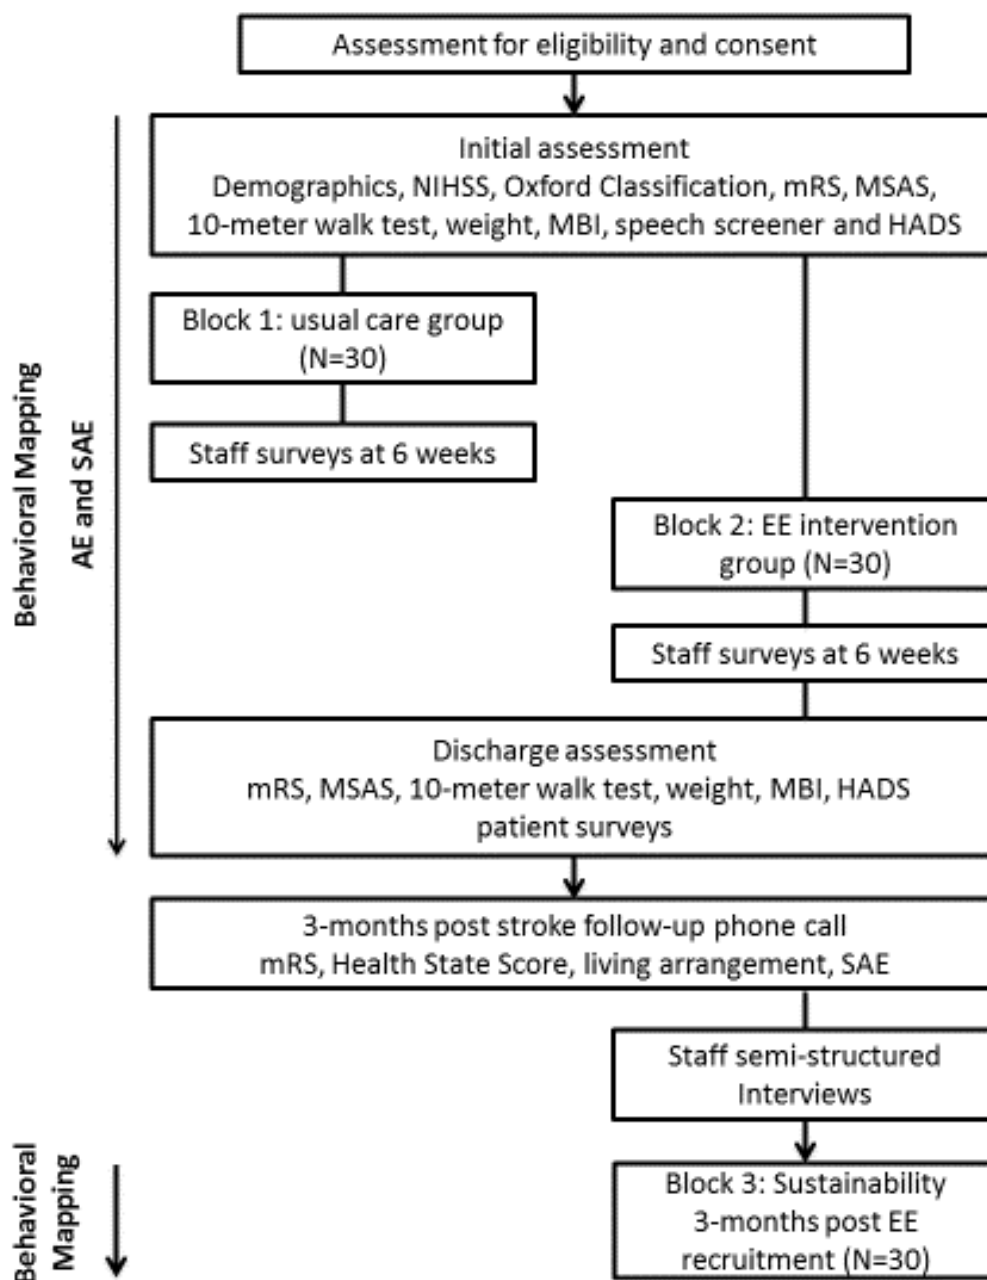 Assessment for eligibility and consent
Initial assessment
Demographics, NIHSS, Oxford Classification, mRS, MSAS,
10-meter walk test, weight, MBI, speech screener and HADS
Block 1: usual care group
(N=30)
Staff surveys at 6 weeks
Behavioral Mapping
AE and SAE
Block 2: EE intervention
group (N=30)
Staff surveys at 6 weeks
Discharge assessment
mRS, MSAS, 10-meter walk test, weight, MBI, HADS
patient surveys
3-months post stroke follow-up phone call
mRS, Health State Score, living arrangement, SAE
Staff semi-structured
Interviews
Behavioral
Mapping
Block 3: Sustainability
3-months post EE
recruitment (N=30)